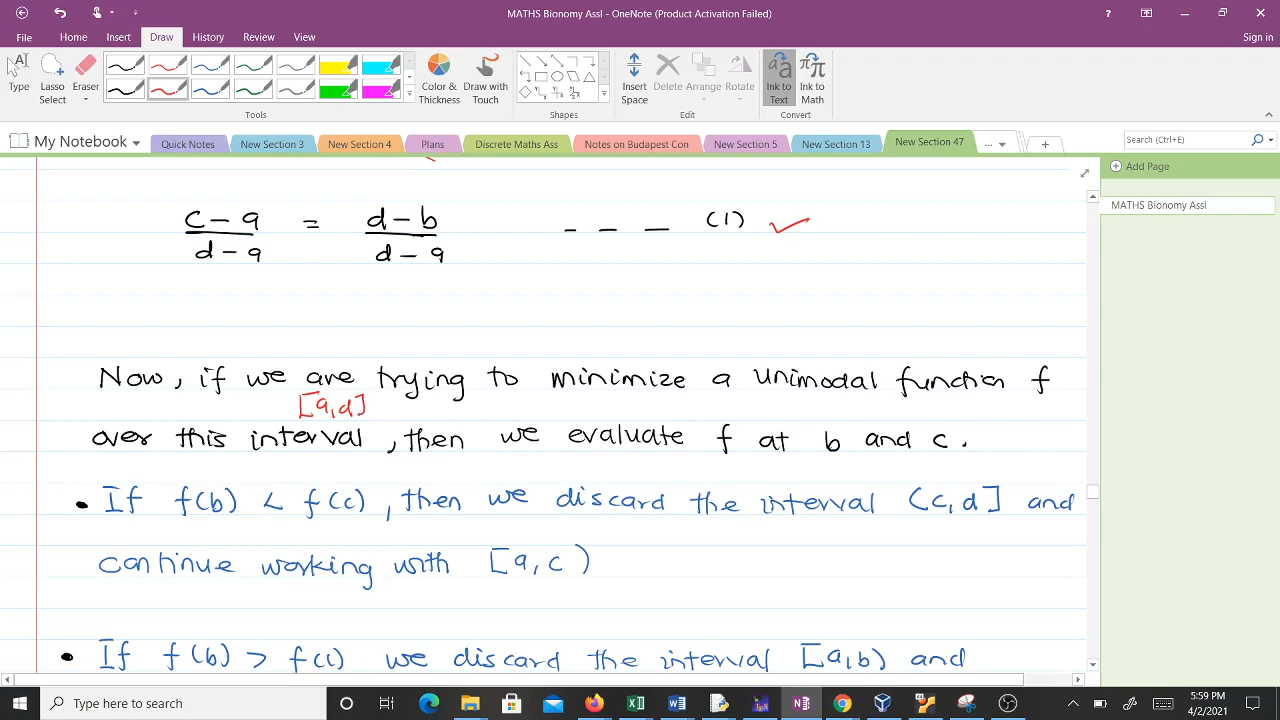 MATHS Bionomy Assl - OneNote (Product Activation Failed)
File Home Insert Draw History Review View Sign in
Type Lasso Select Eraser Color & Thickness Draw with Touch Insert Space Delete Arrange Rotate Ink to Text Ink to Math
Tools Shapes Edit Convert
My Notebook Quick Notes New Section 3 New Section 4 Plans Discrete Maths Ass Notes on Budapest Con New Section 5 New Section 13 New Section 47 ... Search (Ctrl+E)
Add Page
MATHS Bionomy Assl
c - a = d - b - - - (1)
d - a d - a
Now, if we are trying to minimize a unimodal function f
[a,d]
over this interval, then we evaluate f at b and c.
• If f(b) < f(c), then we discard the interval (c,d] and
continue working with [a,c)
• If f(b) > f(c) we discard the interval [a,b) and
Type here to search
5:59 PM
4/2/2021